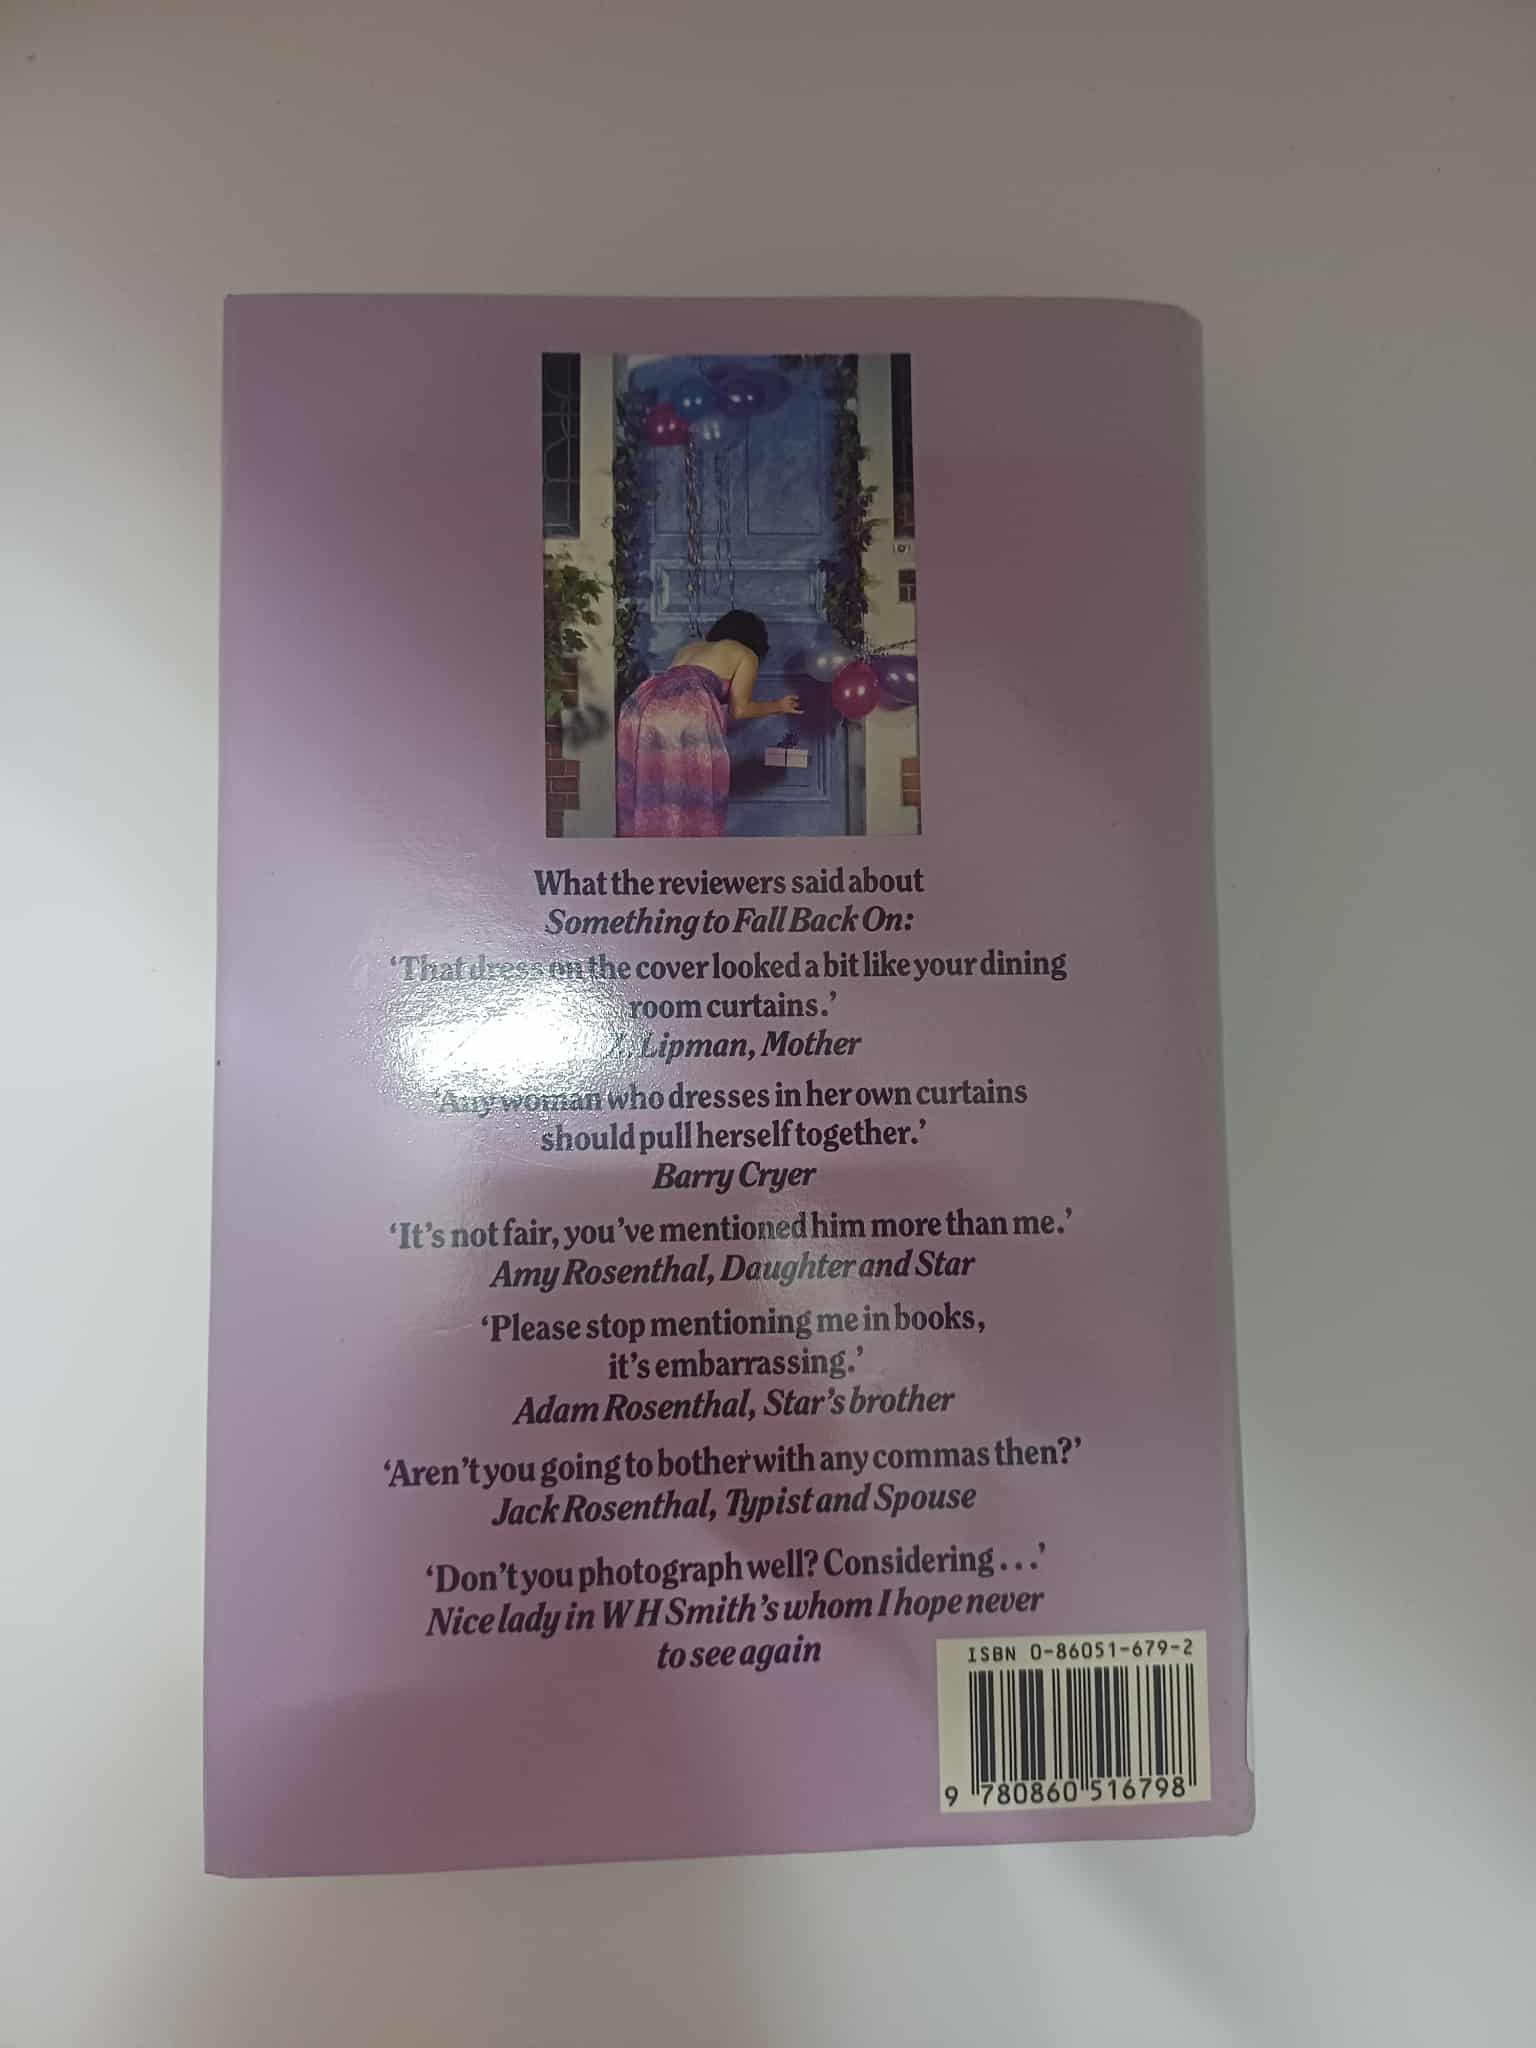 What the reviewers said about
Something to Fall Back On:
‘That dress on the cover looked a bit like your dining
room curtains.’
Z. Lipman, Mother
‘Any woman who dresses in her own curtains
should pull herself together.’
Barry Cryer
‘It’s not fair, you’ve mentioned him more than me.’
Amy Rosenthal, Daughter and Star
‘Please stop mentioning me in books,
it’s embarrassing.’
Adam Rosenthal, Star’s brother
‘Aren’t you going to bother with any commas then?’
Jack Rosenthal, Typist and Spouse
‘Don’t you photograph well? Considering . . .’
Nice lady in W H Smith’s whom I hope never
to see again
ISBN 0-86051-679-2
9 780860 516798